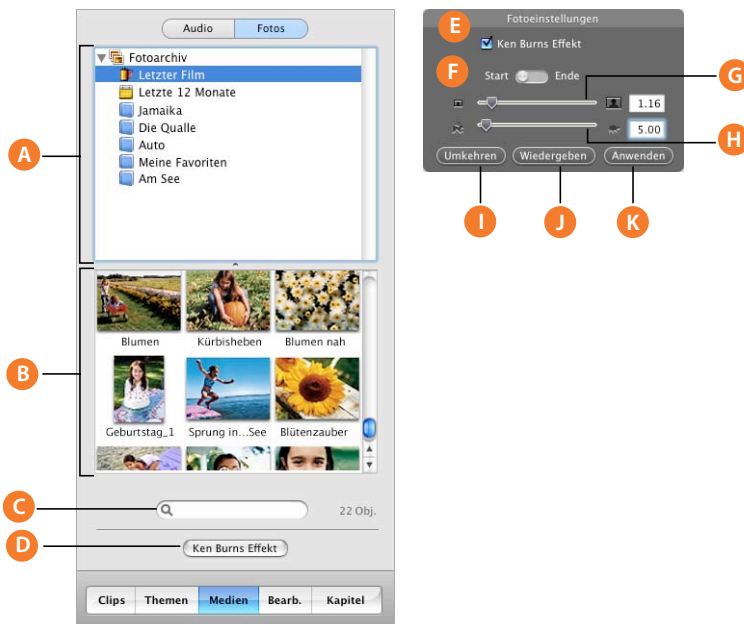 Audio Fotos
Fotoarchiv
Letzter Film
Letzte 12 Monate
Jamaika
Die Qualle
Auto
Meine Favoriten
Am See
A
Blumen Kürbisheben Blumen nah
Geburtstag_1 Sprung in...See Blütenzauber
B
C
22 Obj.
D
Ken Burns Effekt
Clips Themen Medien Bearb. Kapitel
Fotoeinstellungen
E
Ken Burns Effekt
F
Start Ende
G
1.16
5.00
H
Umkehren Wiedergeben Anwenden
I J K